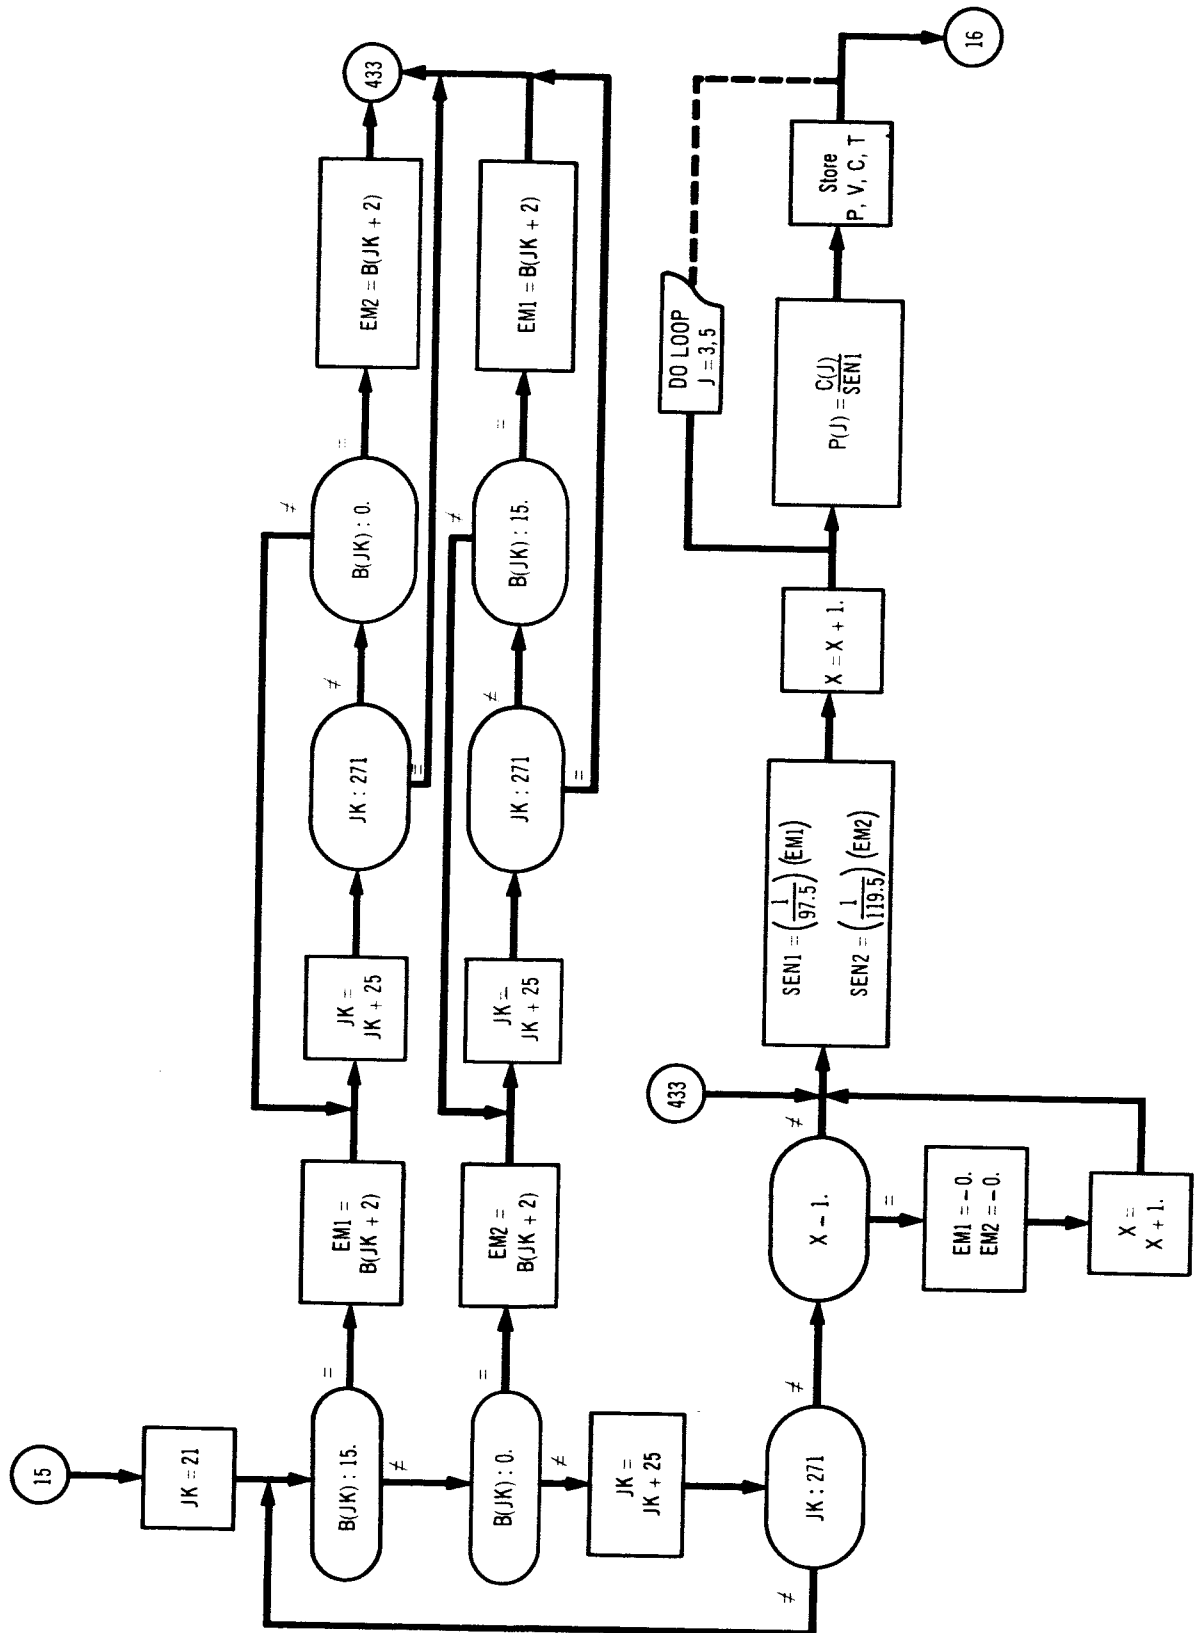 15
JK = 21
B(JK) : 15.
=
≠
EM1 =
B(JK + 2)
JK =
JK + 25
JK : 271
≠
=
B(JK) : 0.
≠
=
EM2 = B(JK + 2)
433
B(JK) : 0.
=
≠
EM2 =
B(JK + 2)
JK =
JK + 25
JK : 271
≠
=
B(JK) : 15.
≠
=
EM1 = B(JK + 2)
JK =
JK + 25
JK : 271
≠
≠
X - 1.
≠
=
433
EM1 = - 0.
EM2 = - 0.
X =
X + 1.
SEN1 = (1/97.5) (EM1)
SEN2 = (1/119.5) (EM2)
X = X + 1.
DO LOOP
J = 3, 5
P(J) = C(J)/SEN1
Store
P, V, C, T
16